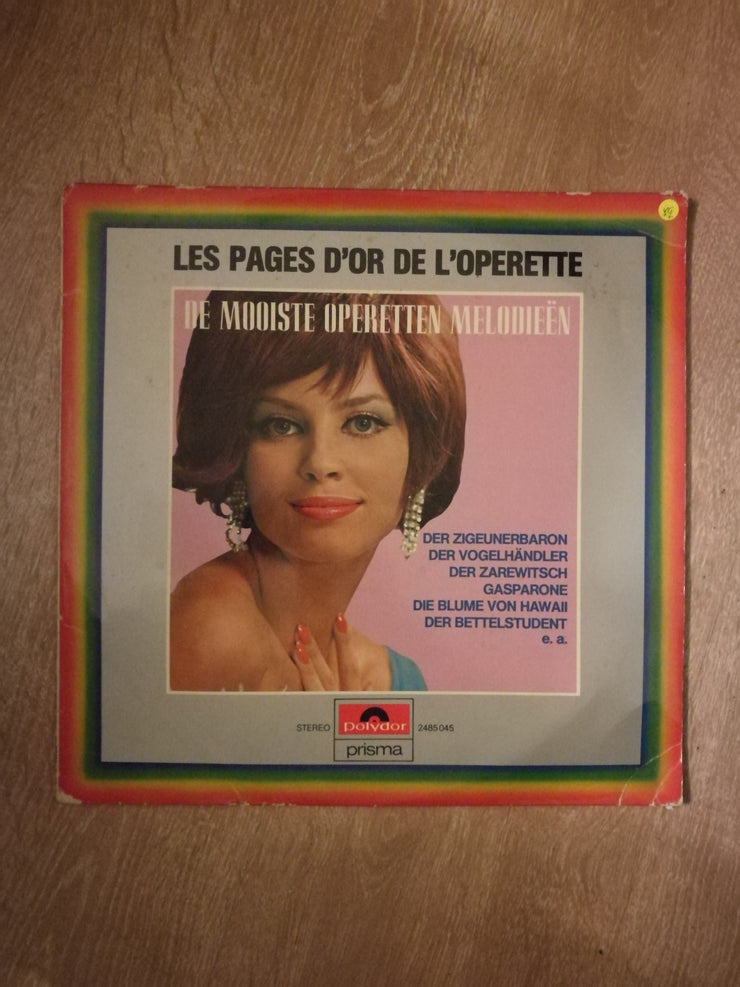 LES PAGES D'OR DE L'OPERETTE
DE MOOISTE OPERETTEN MELODIEËN
DER ZIGEUNERBARON
DER VOGELHÄNDLER
DER ZAREWITSCH
GASPARONE
DIE BLUME VON HAWAII
DER BETTELSTUDENT
e. a.
STEREO polydor 2485 045
prisma